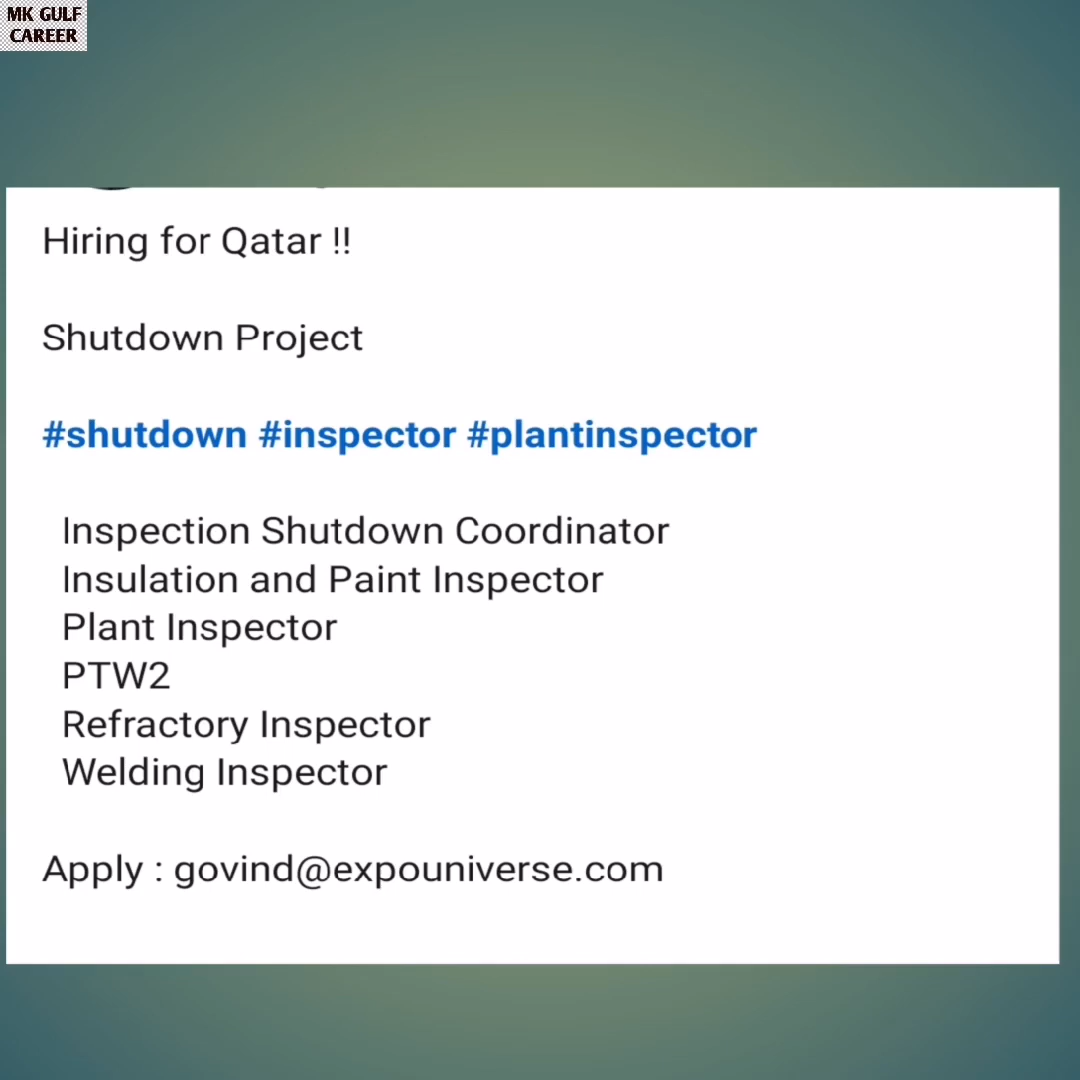 MK GULF
CAREER
Hiring for Qatar !!
Shutdown Project
#shutdown #inspector #plantinspector
Inspection Shutdown Coordinator
Insulation and Paint Inspector
Plant Inspector
PTW2
Refractory Inspector
Welding Inspector
Apply : govind@expouniverse.com